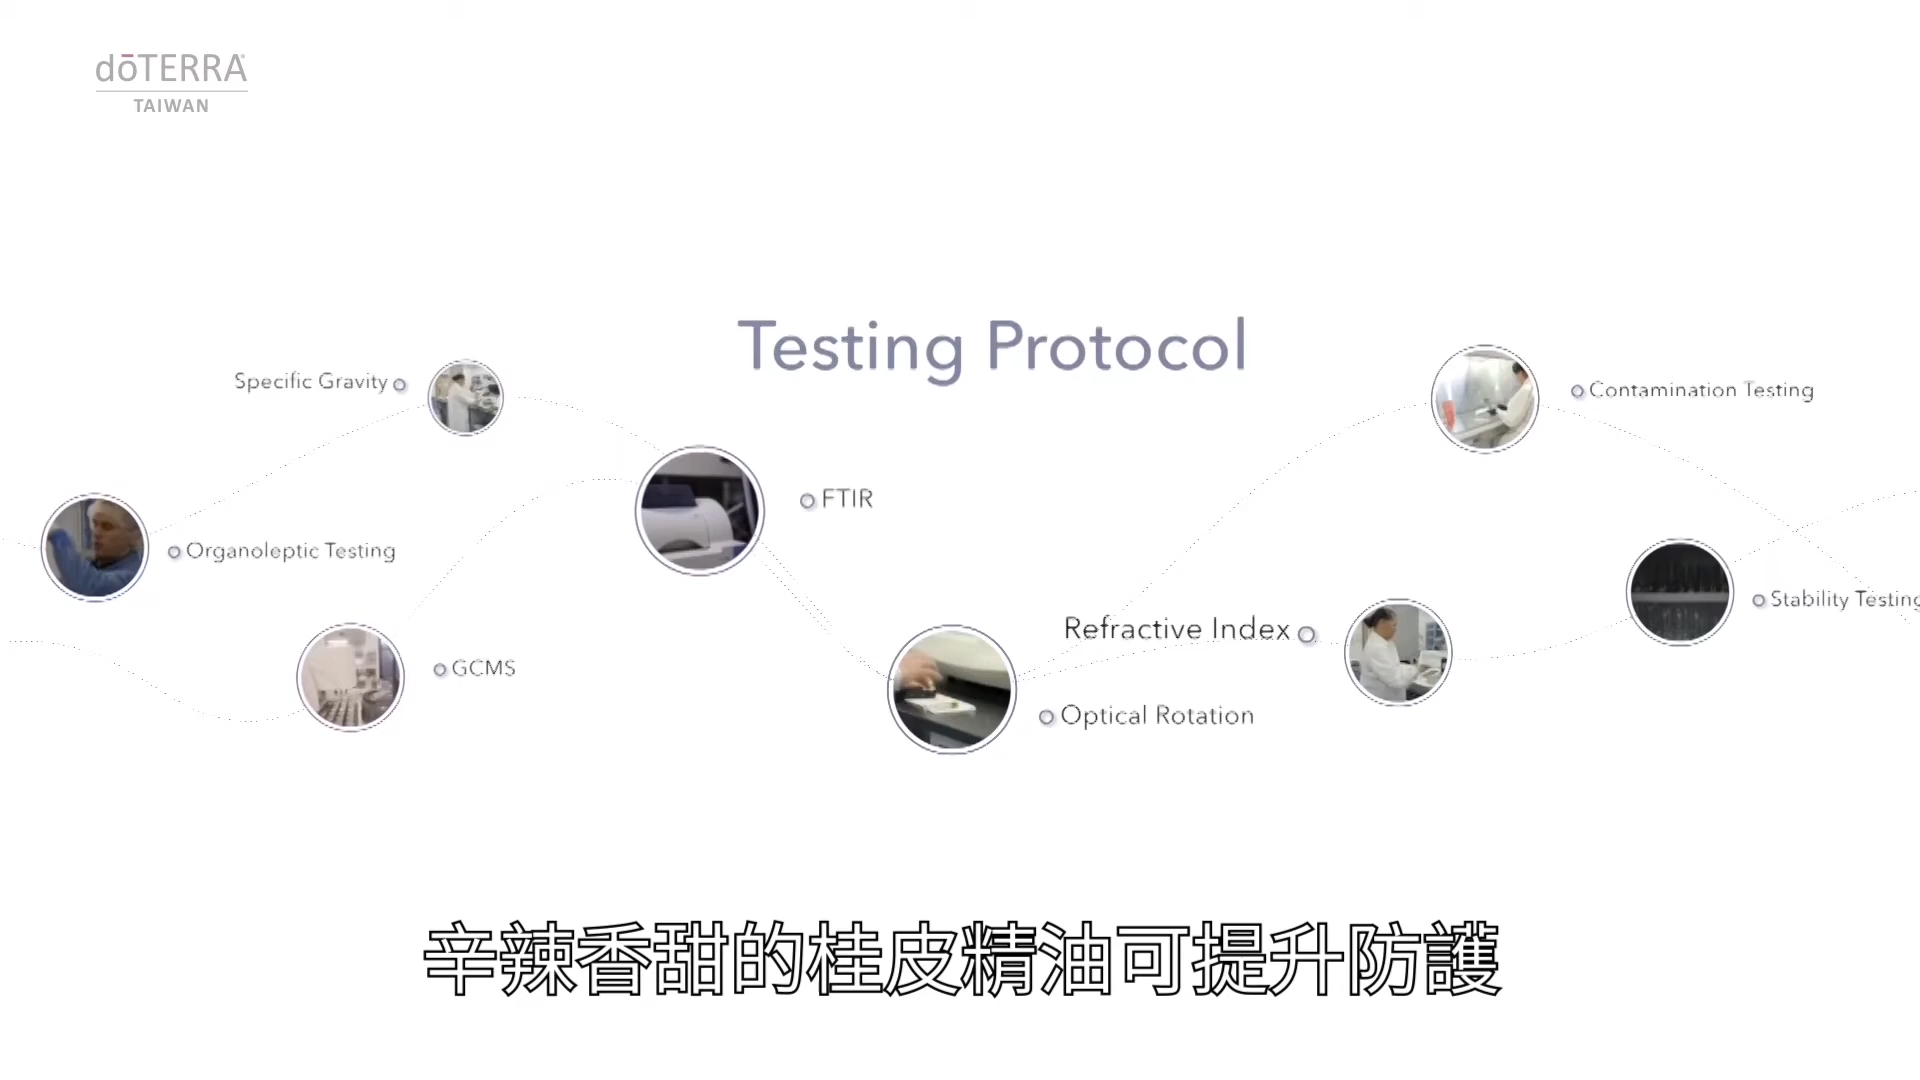 dōTERRA
TAIWAN
Testing Protocol
Specific Gravity
Contamination Testing
FTIR
Organoleptic Testing
Stability Testing
Refractive Index
GCMS
Optical Rotation
辛辣香甜的桂皮精油可提升防護